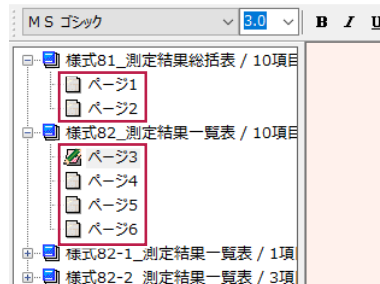 ＭＳ ゴシック 3.0 B I U
様式81_測定結果総括表 / 10項目
ページ1
ページ2
様式82_測定結果一覧表 / 10項目
ページ3
ページ4
ページ5
ページ6
様式82-1_測定結果一覧表 / 1項
様式82-2_測定結果一覧表 / 3項